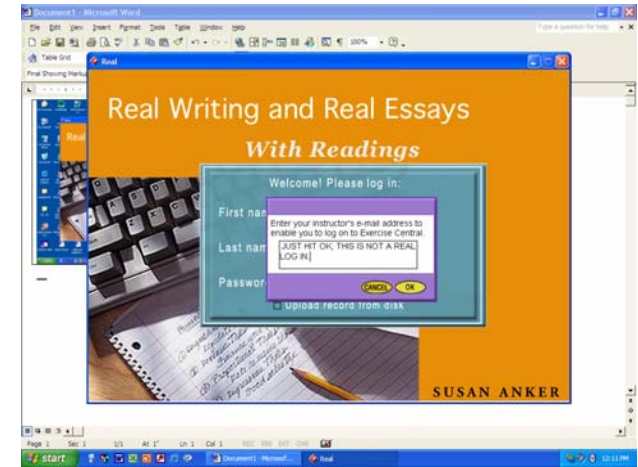 Document1 - Microsoft Word
File Edit View Insert Format Tools Table Window Help
Type a question for help
100%
Table Grid
Final Showing Markup
Real
Real Writing and Real Essays
With Readings
Welcome! Please log in:
First nam
Enter your instructor's e-mail address to
enable you to log on to Exercise Central.
JUST HIT OK, THIS IS NOT A REAL
LOG IN
Last nam
Passwor
CANCEL OK
Upload record from disk
SUSAN ANKER
Page 1 Sec 1 1/1 At 1" Ln 1 Col 1 REC TRK EXT OVR
start
Document1 - Microsof...
Real
12:11 PM